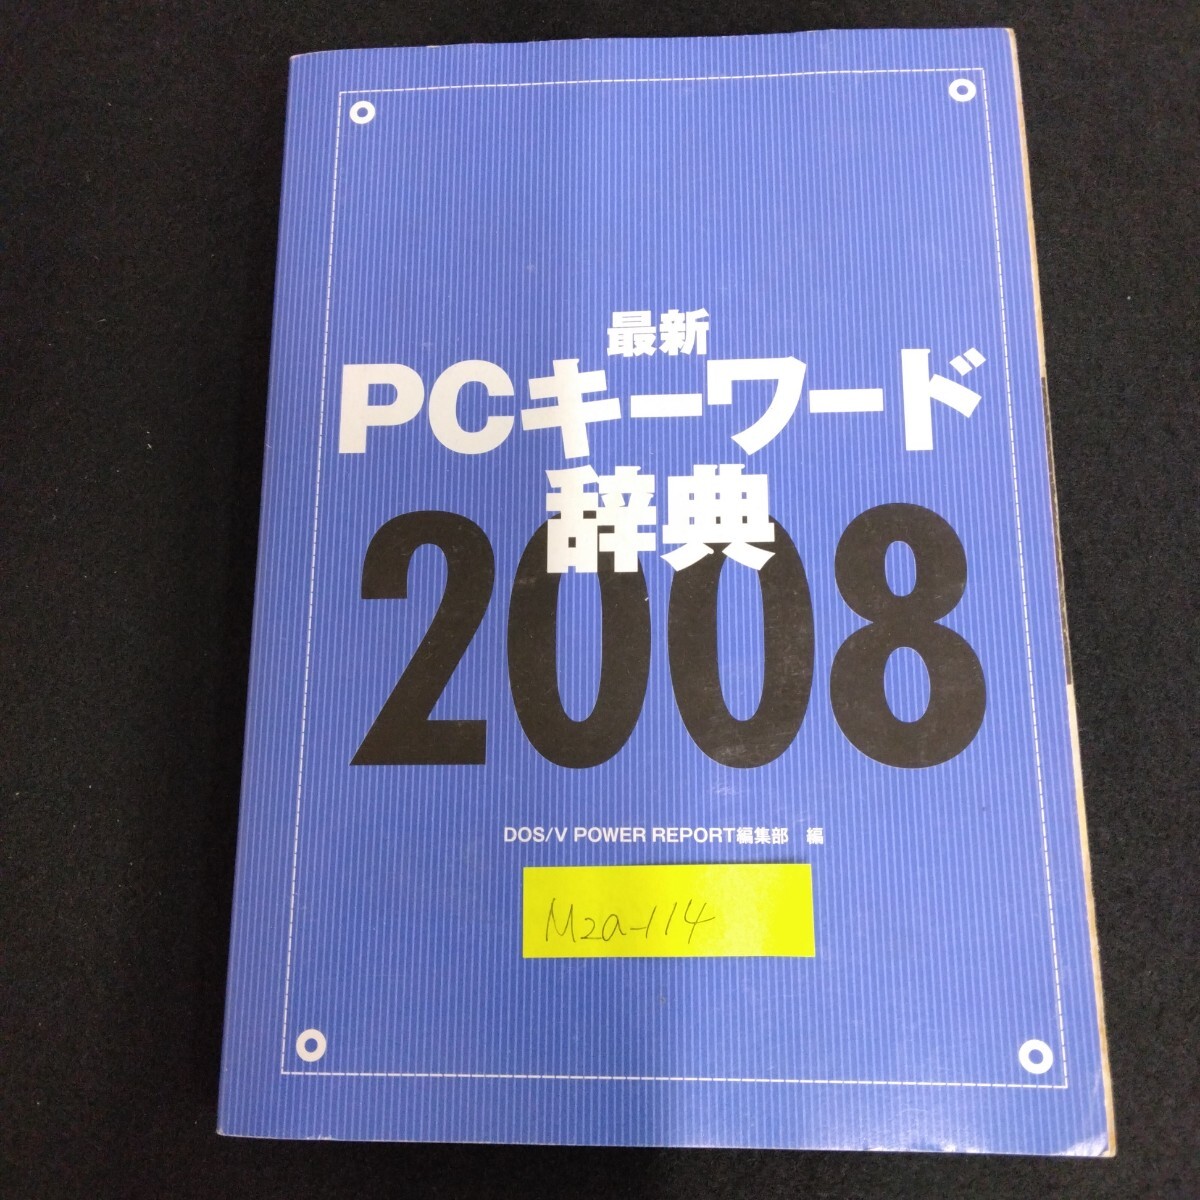 最新
PCキーワード
辞典
2008
DOS/V POWER REPORT編集部　編
M2a-114